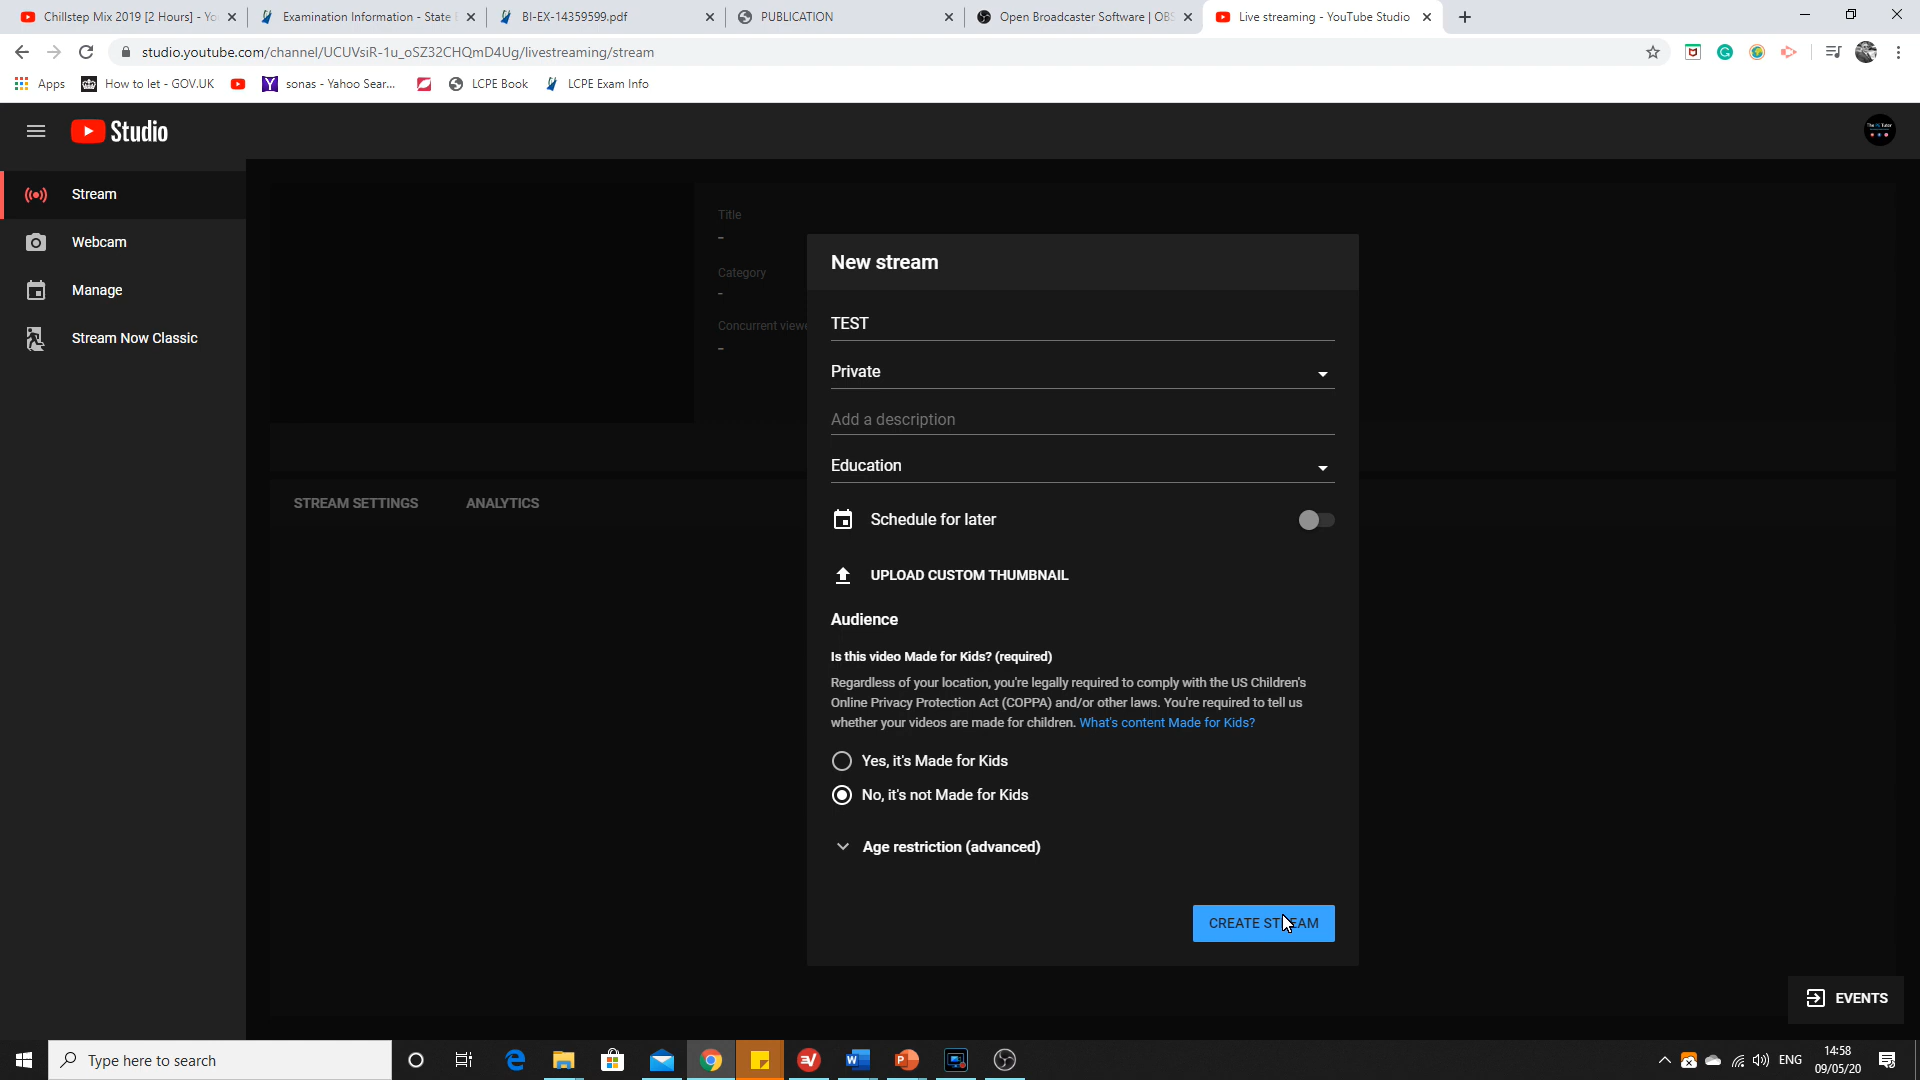 Chillstep Mix 2019 [2 Hours] - Yo
Examination Information - State E
BI-EX-14359599.pdf
PUBLICATION
Open Broadcaster Software | OBS
Live streaming - YouTube Studio
studio.youtube.com/channel/UCUVsiR-1u_oSZ32CHQmD4Ug/livestreaming/stream
Apps
How to let - GOV.UK
sonas - Yahoo Sear...
LCPE Book
LCPE Exam Info
Studio
Stream
Webcam
Manage
Stream Now Classic
Title
-
Category
-
Concurrent viewe
-
STREAM SETTINGS
ANALYTICS
New stream
TEST
Private
Add a description
Education
Schedule for later
UPLOAD CUSTOM THUMBNAIL
Audience
Is this video Made for Kids? (required)
Regardless of your location, you're legally required to comply with the US Children's
Online Privacy Protection Act (COPPA) and/or other laws. You're required to tell us
whether your videos are made for children. What's content Made for Kids?
Yes, it's Made for Kids
No, it's not Made for Kids
Age restriction (advanced)
CREATE STREAM
EVENTS
Type here to search
ENG
14:58
09/05/20